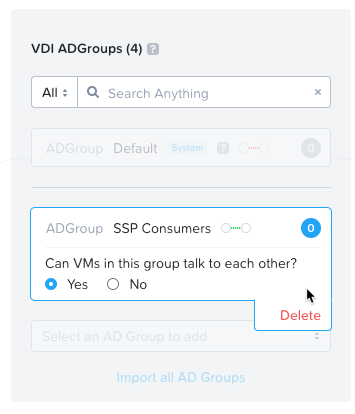 VDI ADGroups (4) ?
All Search Anything ×
ADGroup Default System ? 0
ADGroup SSP Consumers 0
Can VMs in this group talk to each other?
Yes No
Delete
Select an AD Group to add
Import all AD Groups